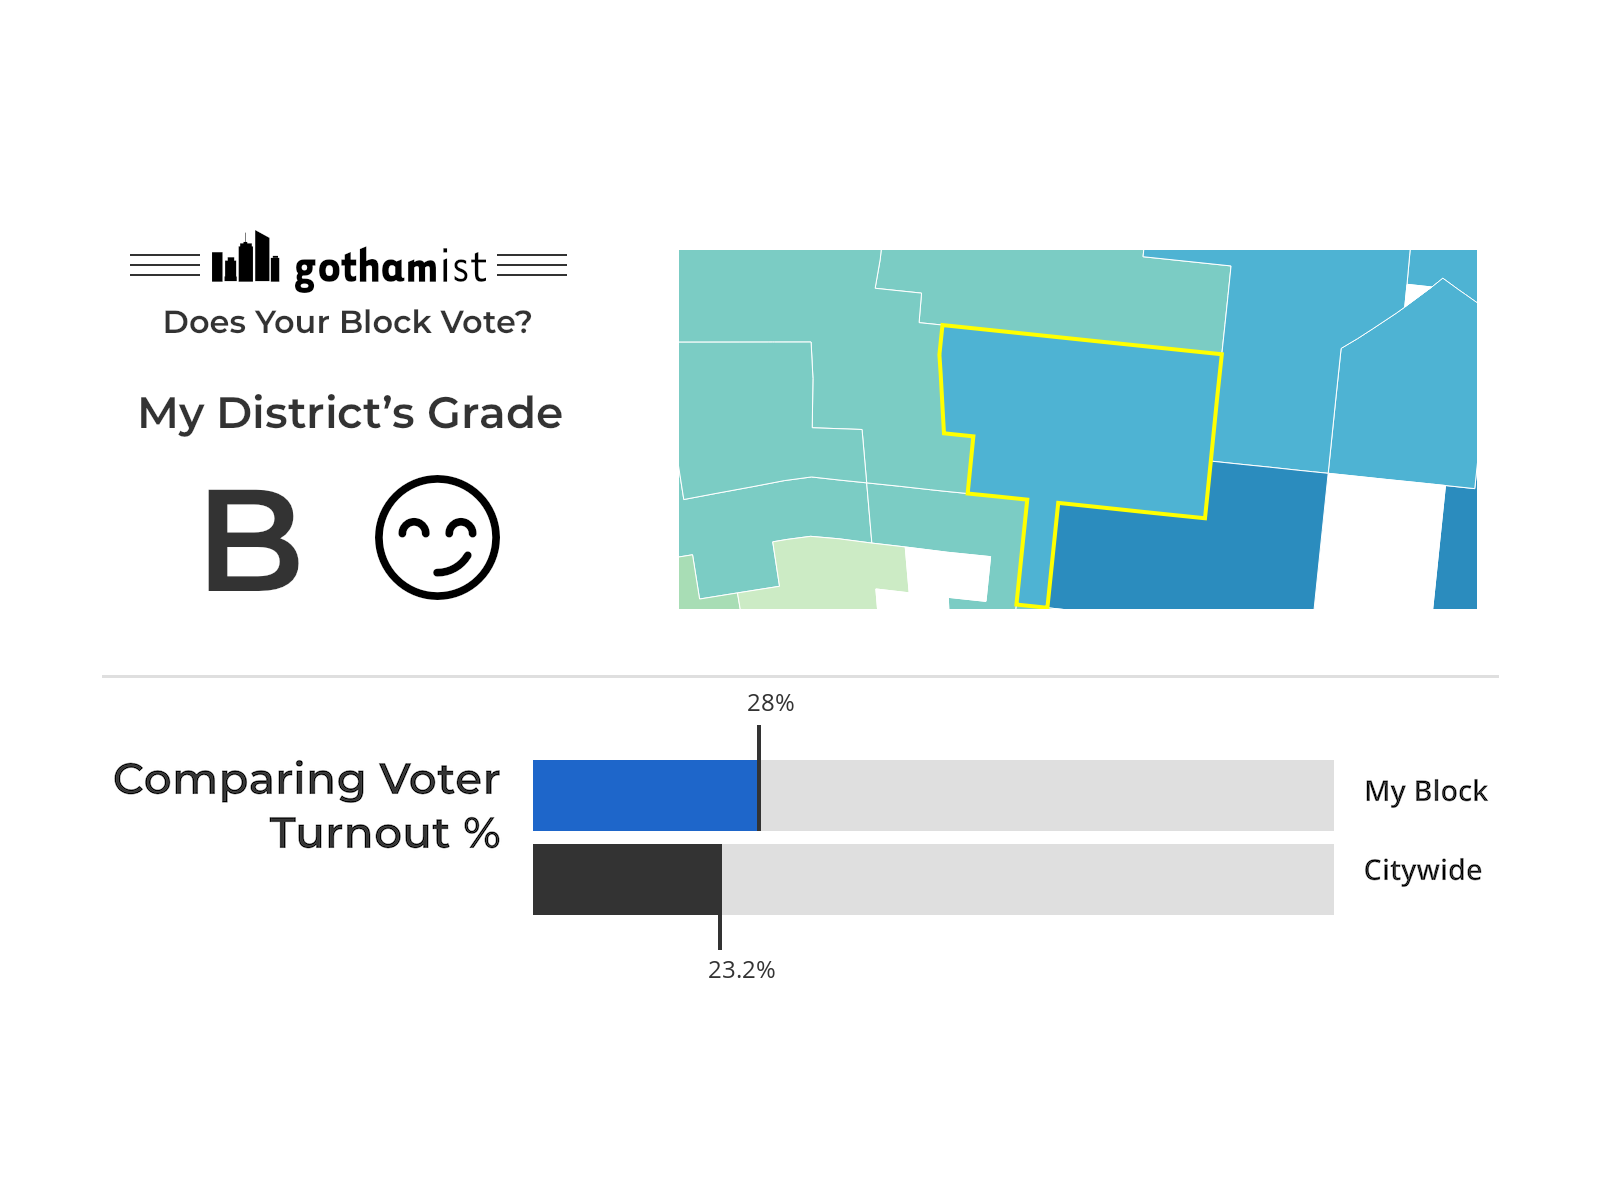 gothamist
Does Your Block Vote?
My District’s Grade
B
28%
Comparing Voter
Turnout %
My Block
Citywide
23.2%